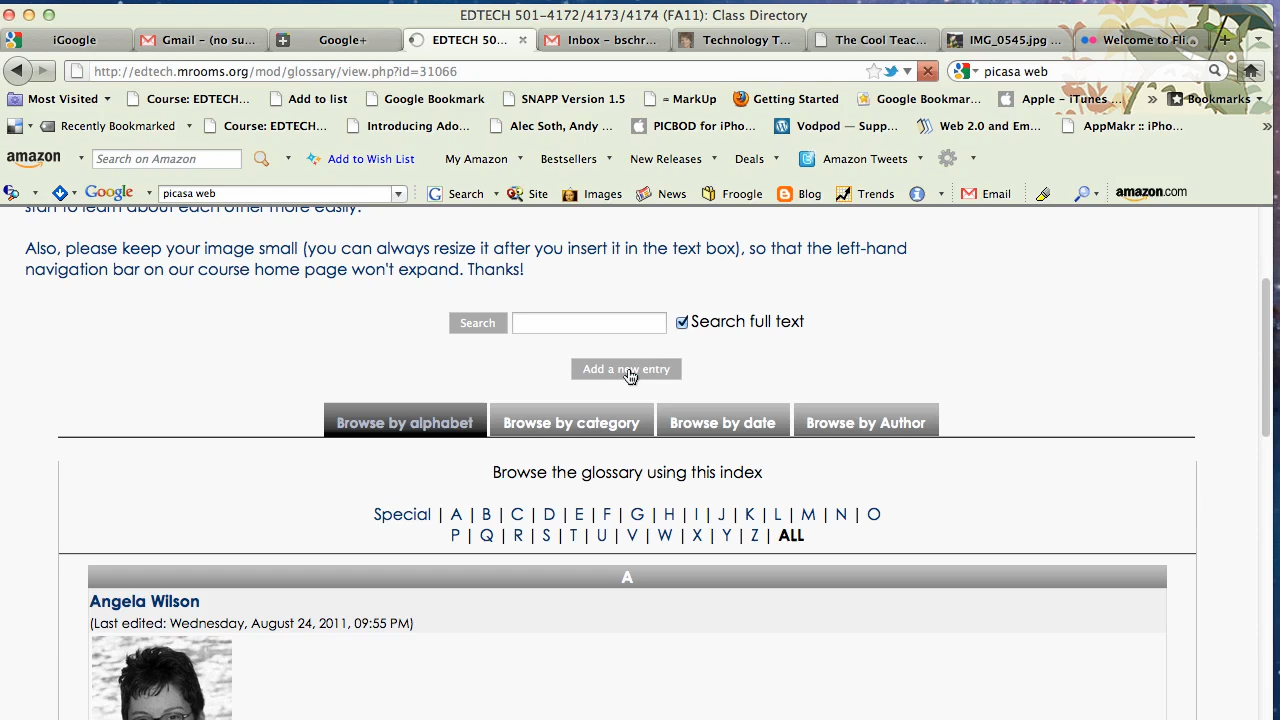 EDTECH 501-4172/4173/4174 (FA11): Class Directory
iGoogle Gmail - (no su... Google+ EDTECH 50... Inbox – bschr... Technology T... The Cool Teac... IMG_0545.jpg ... Welcome to Fli
http://edtech.mrooms.org/mod/glossary/view.php?id=31066 picasa web
Most Visited Course: EDTECH... Add to list Google Bookmark SNAPP Version 1.5 = MarkUp Getting Started Google Bookmar... Apple – iTunes ... » Bookmarks
Recently Bookmarked Course: EDTECH... Introducing Ado... Alec Soth, Andy ... PICBOD for iPho... Vodpod — Supp... Web 2.0 and Em... AppMakr :: iPho... »
amazon Search on Amazon Add to Wish List My Amazon Bestsellers New Releases Deals Amazon Tweets
Google picasa web Search Site Images News Froogle Blog Trends Email amazon.com
start to learn about each other more easily.
Also, please keep your image small (you can always resize it after you insert it in the text box), so that the left-hand
navigation bar on our course home page won't expand. Thanks!
Search Search full text
Add a new entry
Browse by alphabet Browse by category Browse by date Browse by Author
Browse the glossary using this index
Special | A | B | C | D | E | F | G | H | I | J | K | L | M | N | O
P | Q | R | S | T | U | V | W | X | Y | Z | ALL
A
Angela Wilson
(Last edited: Wednesday, August 24, 2011, 09:55 PM)